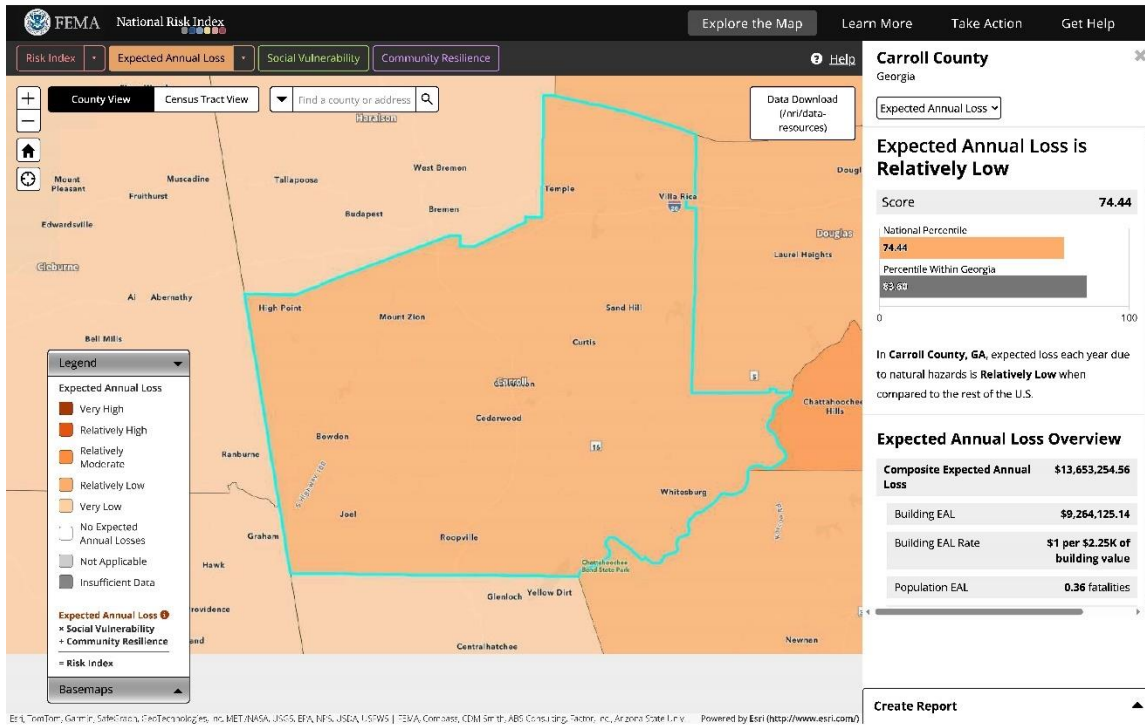 FEMA National Risk Index
Explore the Map Learn More Take Action Get Help
Risk Index
Expected Annual Loss
Social Vulnerability
Community Resilience
Help
County View
Census Tract View
Find a county or address
Data Download
(/nri/data-
resources)
Haralson
West Bremen
Mount
Pleasant
Muscadine
Fruithurst
Tallapoosa
Temple
Villa Rica
Budapest
Bremen
Edwardsville
Douglas
Laurel Heights
Cleburne
Ai
Abernathy
High Point
Mount Zion
Sand Hill
Bell Mills
Curtis
5
Carroll
Chattahoochee
Hills
Cedarwood
Bowdon
16
Ranburne
Whitesburg
Joel
Graham
Roopville
Hawk
Chattahoochee
Bend State Park
Glenloch
Yellow Dirt
Centralhatchee
Newnan
Legend
Expected Annual Loss
Very High
Relatively High
Relatively
Moderate
Relatively Low
Very Low
No Expected
Annual Losses
Not Applicable
Insufficient Data
Expected Annual Loss
× Social Vulnerability
÷ Community Resilience
= Risk Index
Basemaps
Powered by Esri (http://www.esri.com/)
Carroll County
Georgia
Expected Annual Loss
Expected Annual Loss is
Relatively Low
Score 74.44
National Percentile
74.44
Percentile Within Georgia
0 100
In Carroll County, GA, expected loss each year due
to natural hazards is Relatively Low when
compared to the rest of the U.S.
Expected Annual Loss Overview
Composite Expected Annual $13,653,254.56
Loss
Building EAL $9,264,125.14
Building EAL Rate $1 per $2.25K of
building value
Population EAL 0.36 fatalities
Create Report